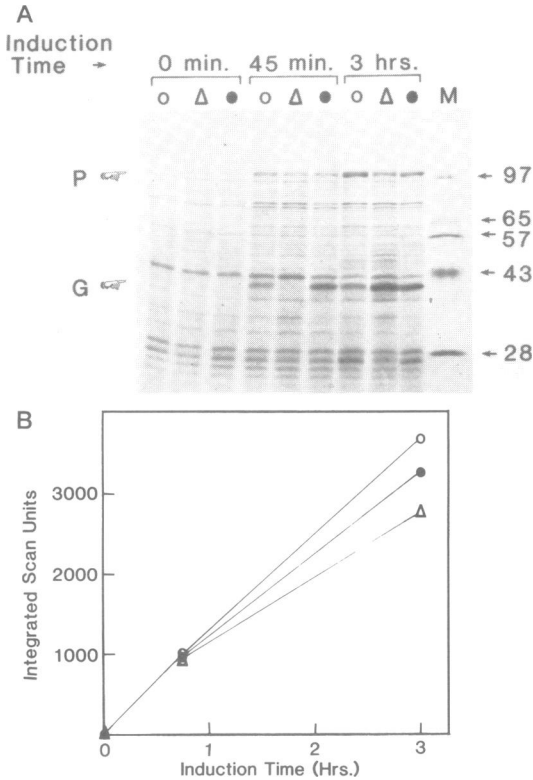 A
Induction
Time → 0 min. 45 min. 3 hrs.
o Δ ● o Δ ● o Δ ● M
P ← 97
← 65
← 57
G ← 43
← 28
B
Integrated Scan Units
3000
2000
1000
0 1 2 3
Induction Time (Hrs.)